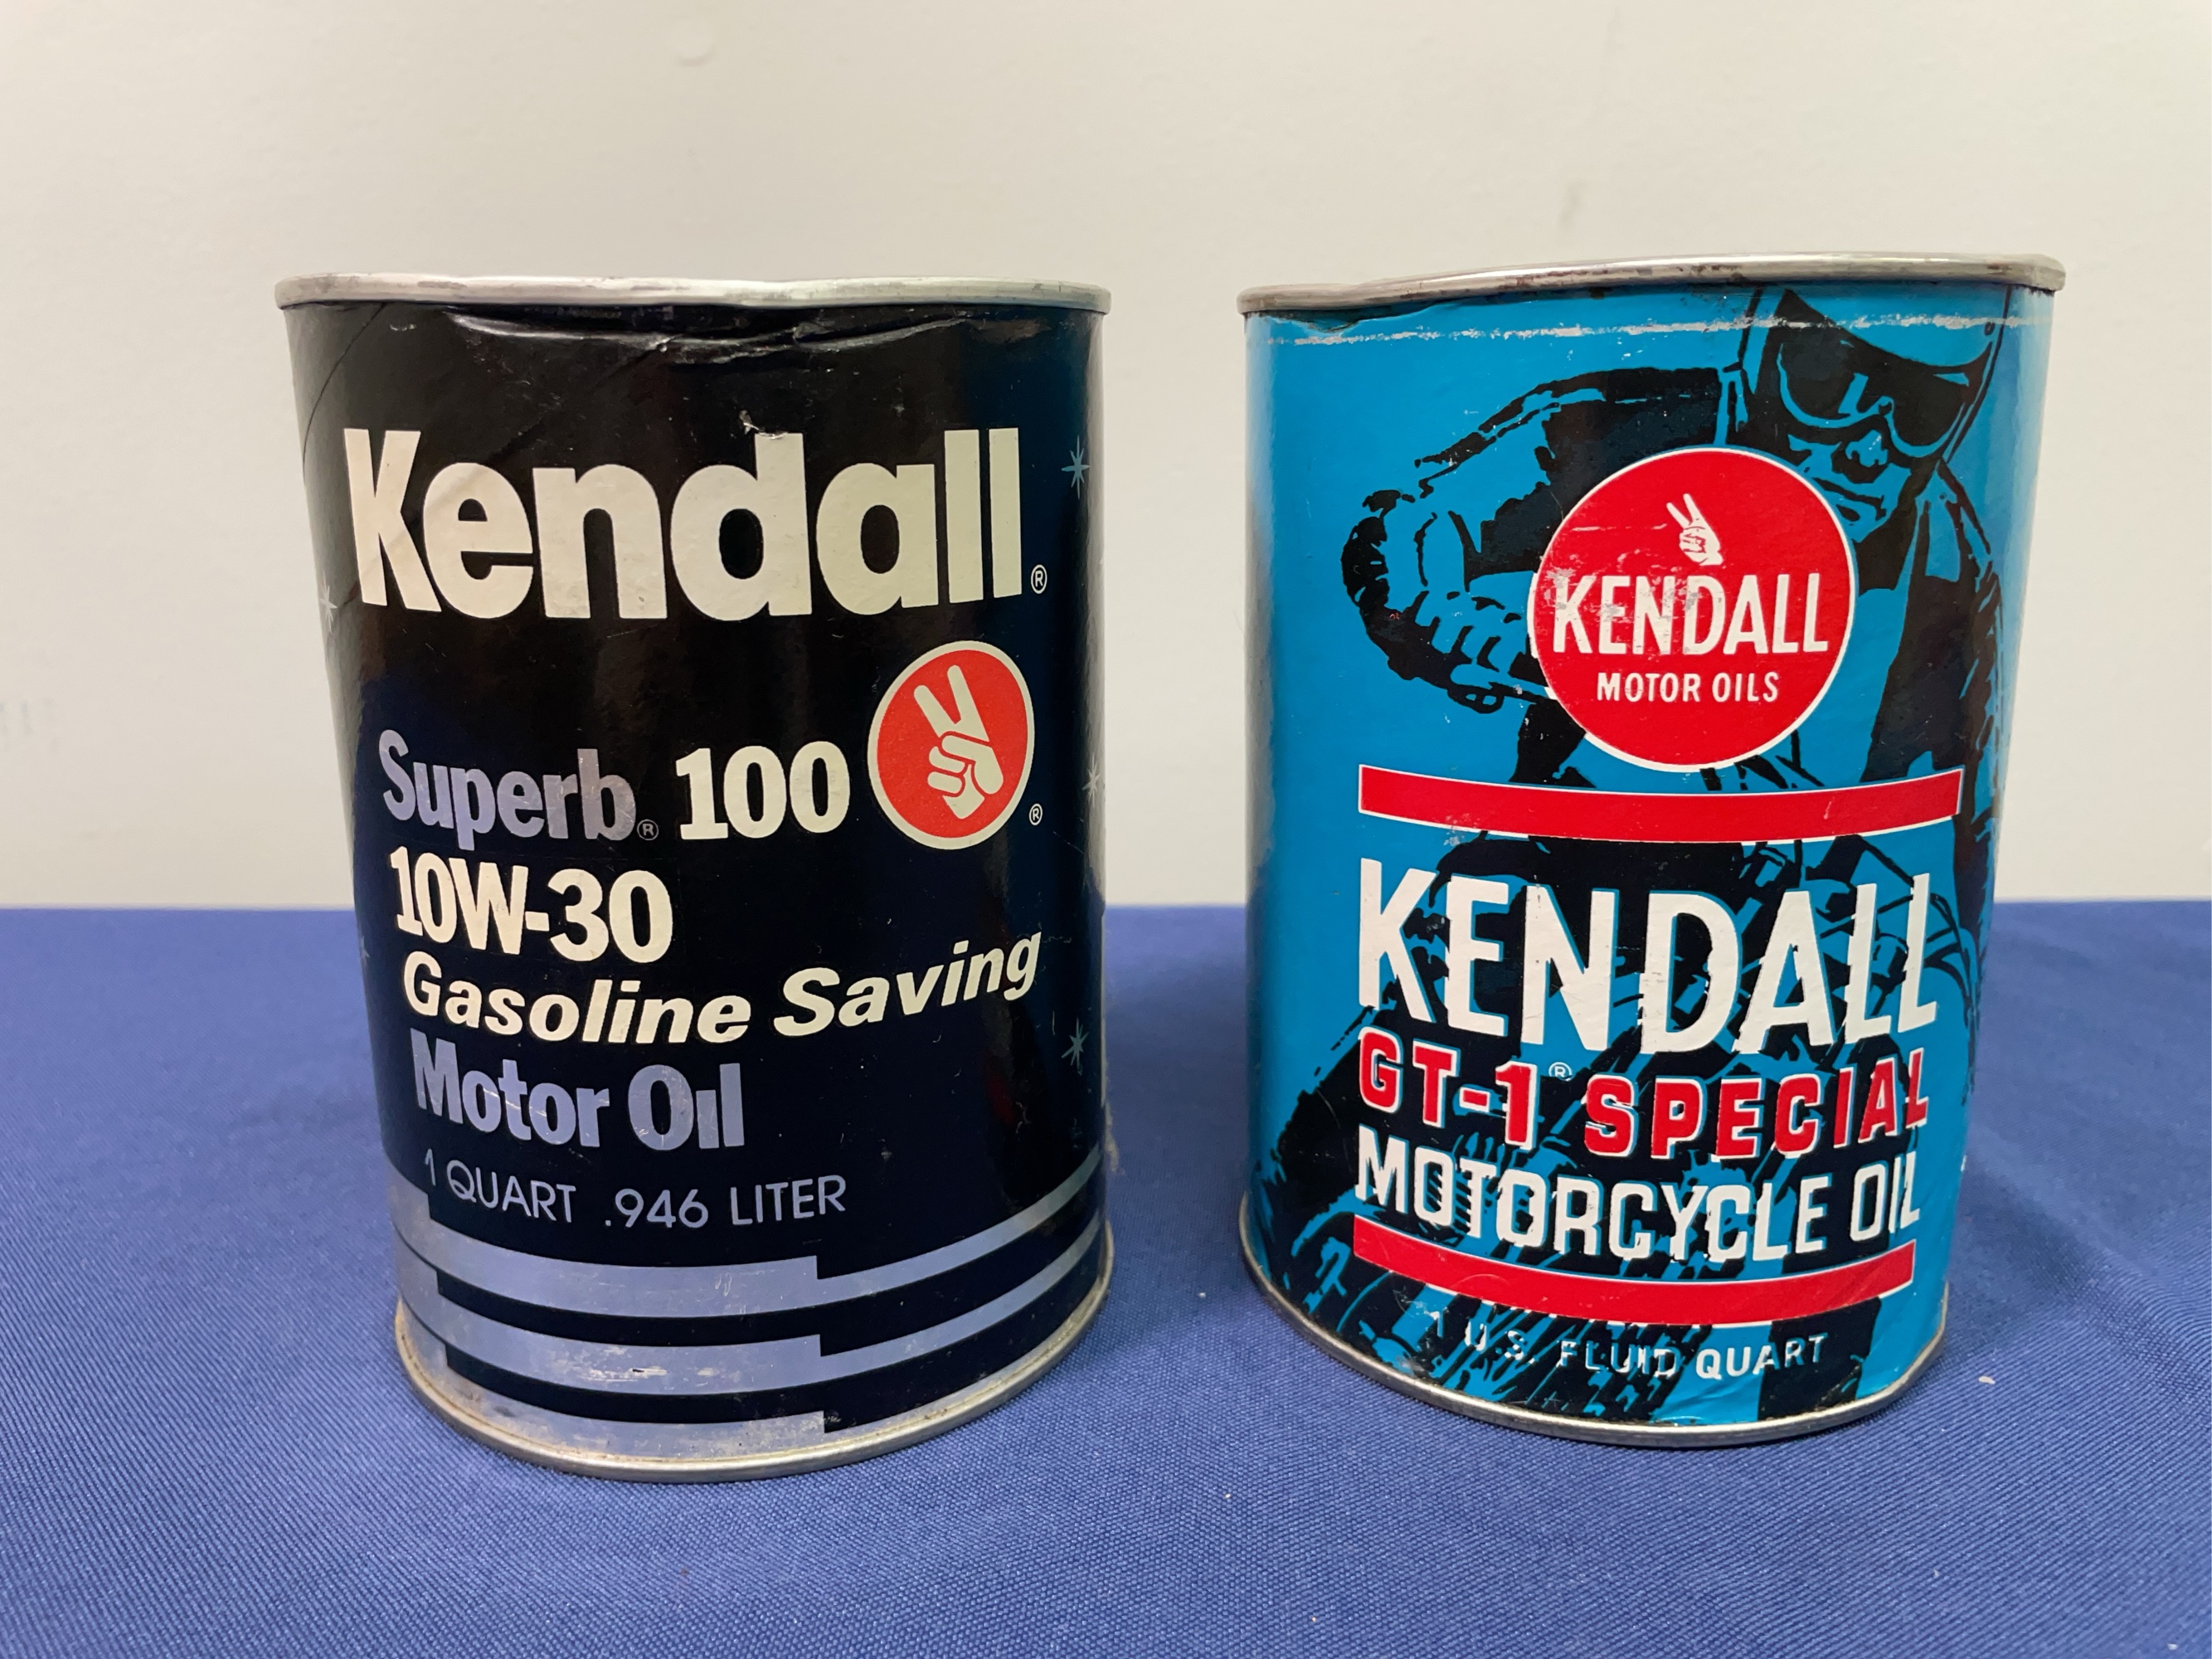 Kendall®
Superb® 100 ®
10W-30
Gasoline Saving
Motor Oil
1 QUART .946 LITER
KENDALL
MOTOR OILS
KENDALL
GT-1® SPECIAL
MOTORCYCLE OIL
1 U.S. FLUID QUART